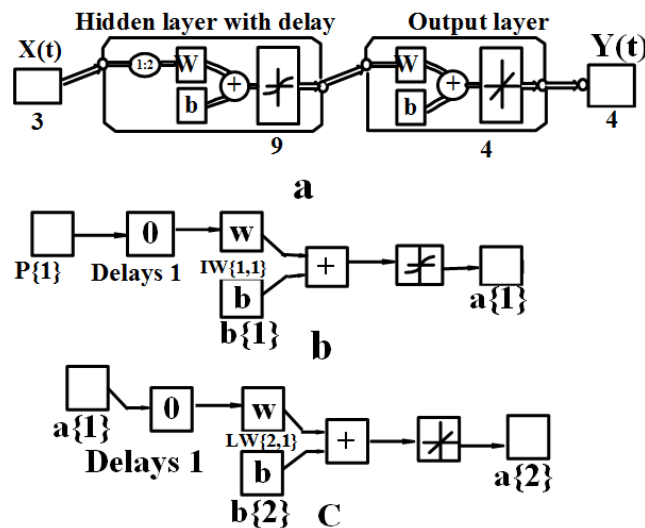 Hidden layer with delay
Output layer
X(t)
1:2
W
b
+
W
b
+
Y(t)
3
9
4
4
a
P{1}
0
Delays 1
w
IW{1,1}
b
b{1}
+
a{1}
b
a{1}
0
Delays 1
w
LW{2,1}
b
b{2}
+
a{2}
C